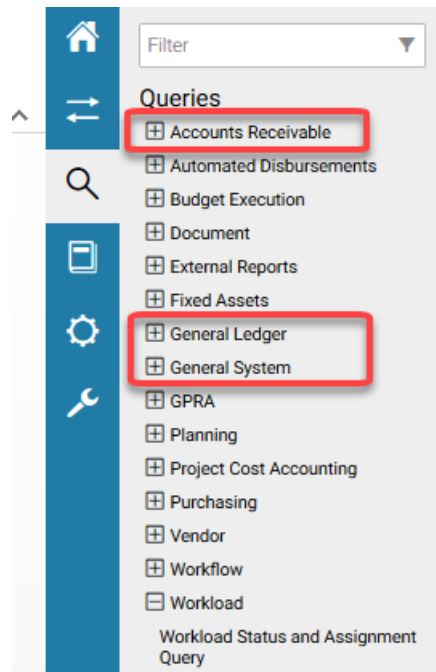 Filter
Queries
Accounts Receivable
Automated Disbursements
Budget Execution
Document
External Reports
Fixed Assets
General Ledger
General System
GPRA
Planning
Project Cost Accounting
Purchasing
Vendor
Workflow
Workload
Workload Status and Assignment
Query